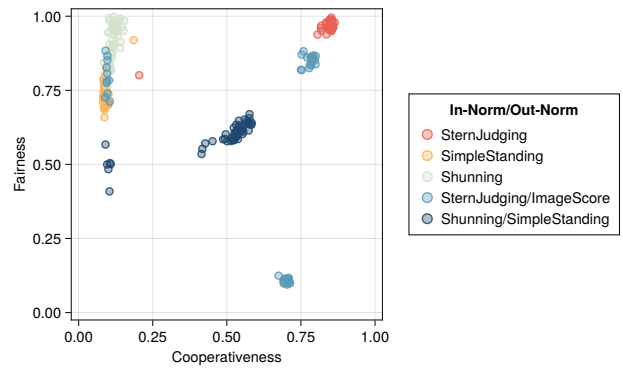 1.00
0.75
0.50
0.25
0.00
Fairness
0.00 0.25 0.50 0.75 1.00
Cooperativeness
In-Norm/Out-Norm
SternJudging
SimpleStanding
Shunning
SternJudging/ImageScore
Shunning/SimpleStanding